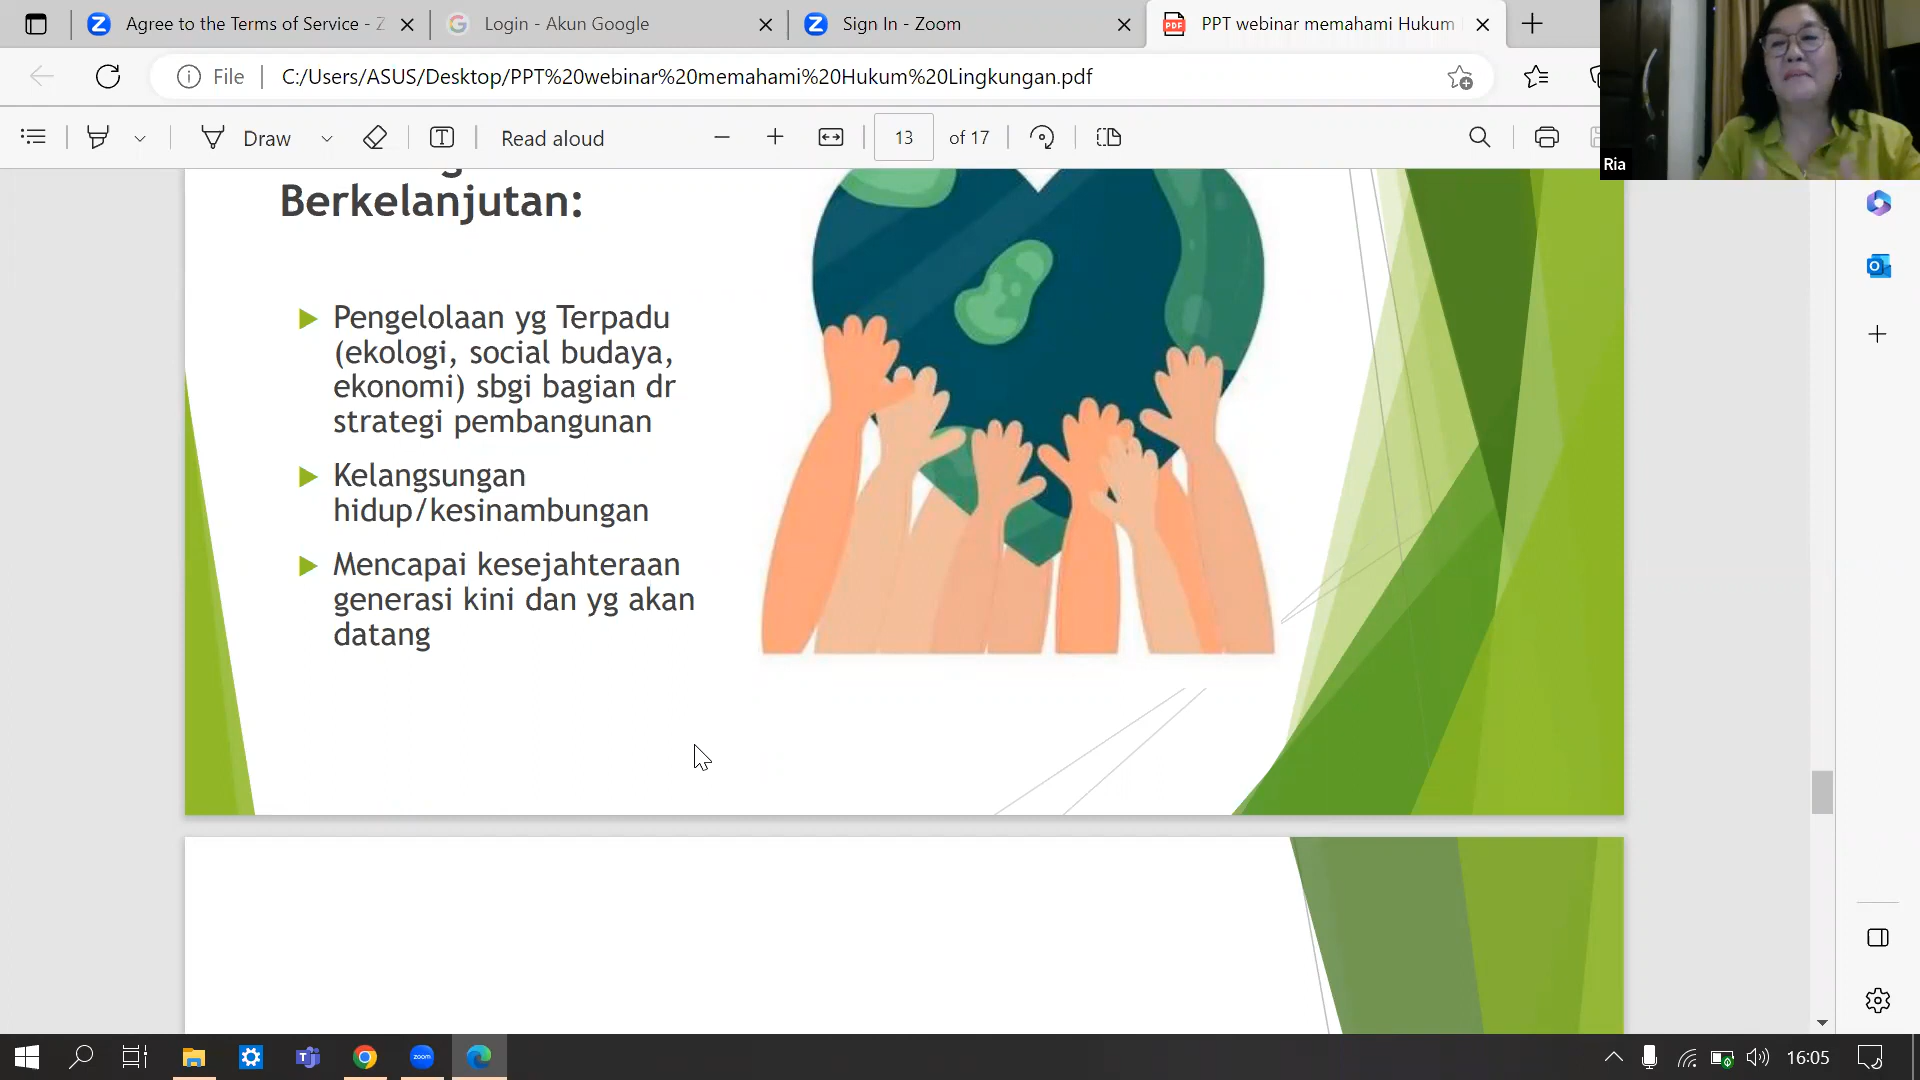 Agree to the Terms of Service - Z
Login - Akun Google
Sign In - Zoom
PPT webinar memahami Hukum
File
C:/Users/ASUS/Desktop/PPT%20webinar%20memahami%20Hukum%20Lingkungan.pdf
Draw
Read aloud
13 of 17
Ria
Berkelanjutan:
Pengelolaan yg Terpadu
(ekologi, social budaya,
ekonomi) sbgi bagian dr
strategi pembangunan
Kelangsungan
hidup/kesinambungan
Mencapai kesejahteraan
generasi kini dan yg akan
datang
zoom
16:05